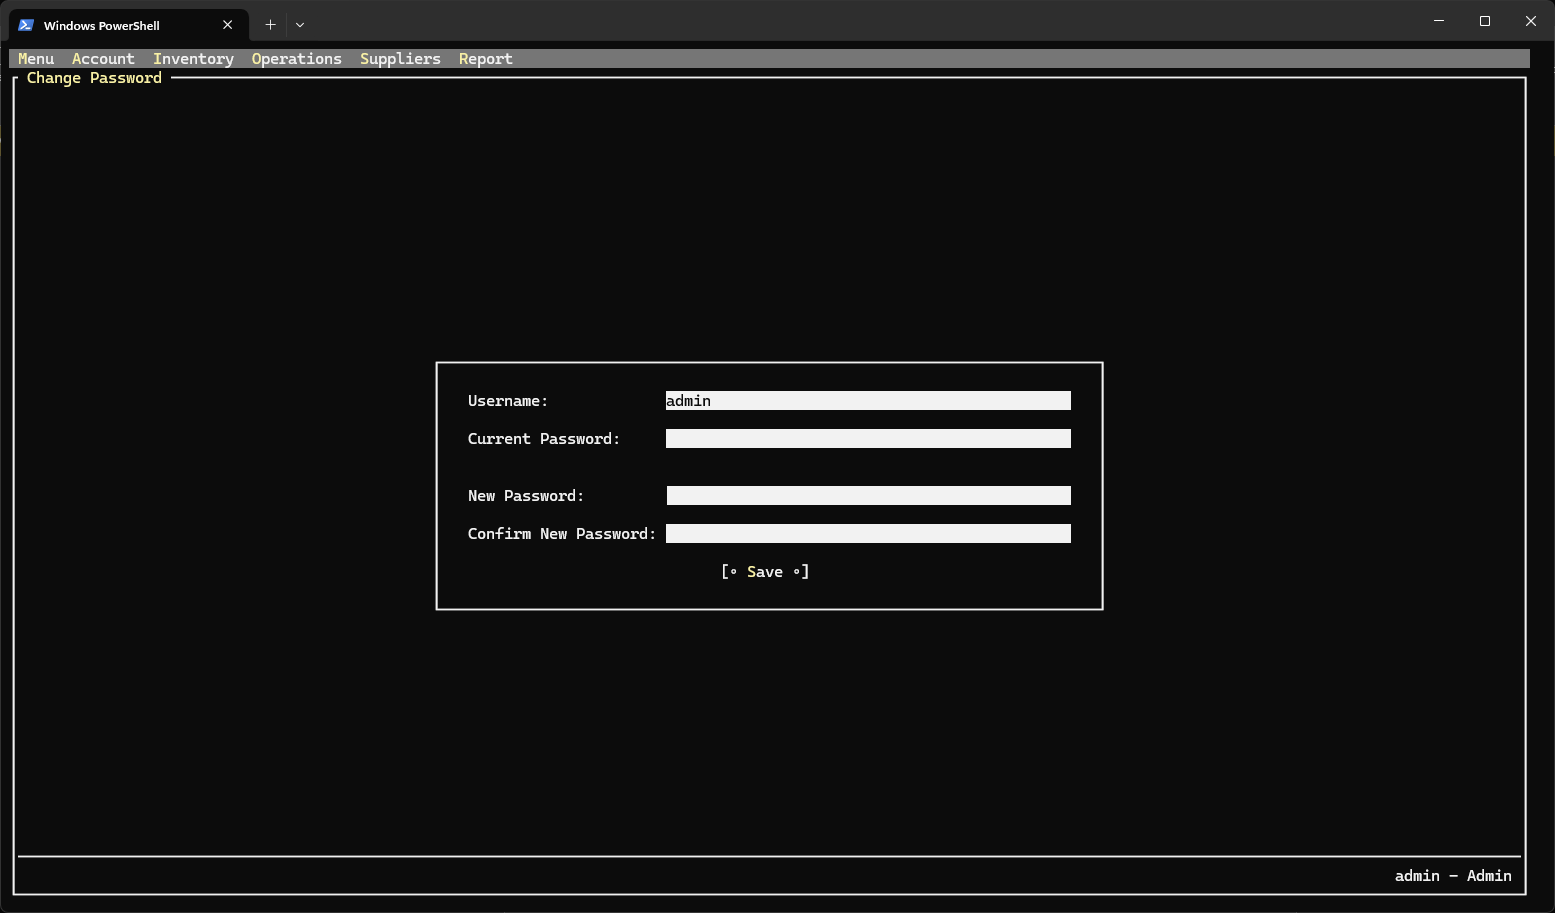 Windows PowerShell
Menu Account Inventory Operations Suppliers Report
Change Password
Username: admin
Current Password:
New Password:
Confirm New Password:
[◦ Save ◦]
admin - Admin